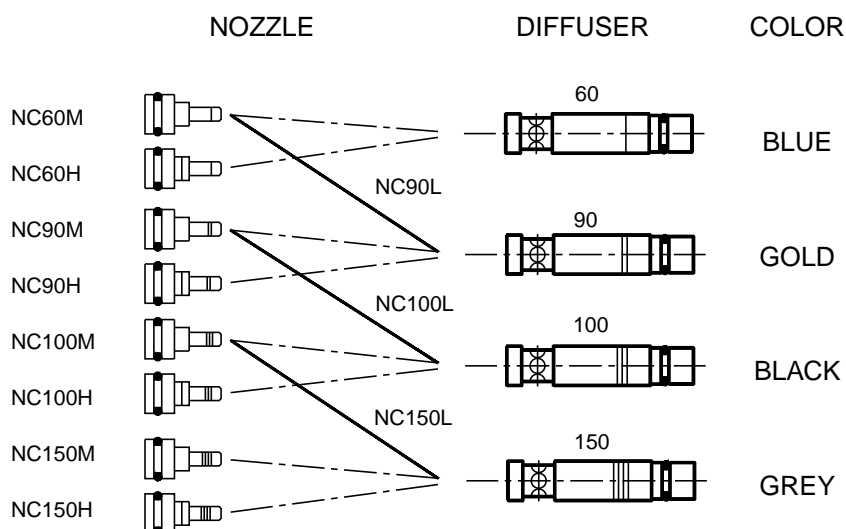 NOZZLE DIFFUSER COLOR
60
NC60M
BLUE
NC60H
NC90L
90
NC90M
GOLD
NC90H
NC100L
100
NC100M
BLACK
NC100H
NC150L
150
NC150M
GREY
NC150H